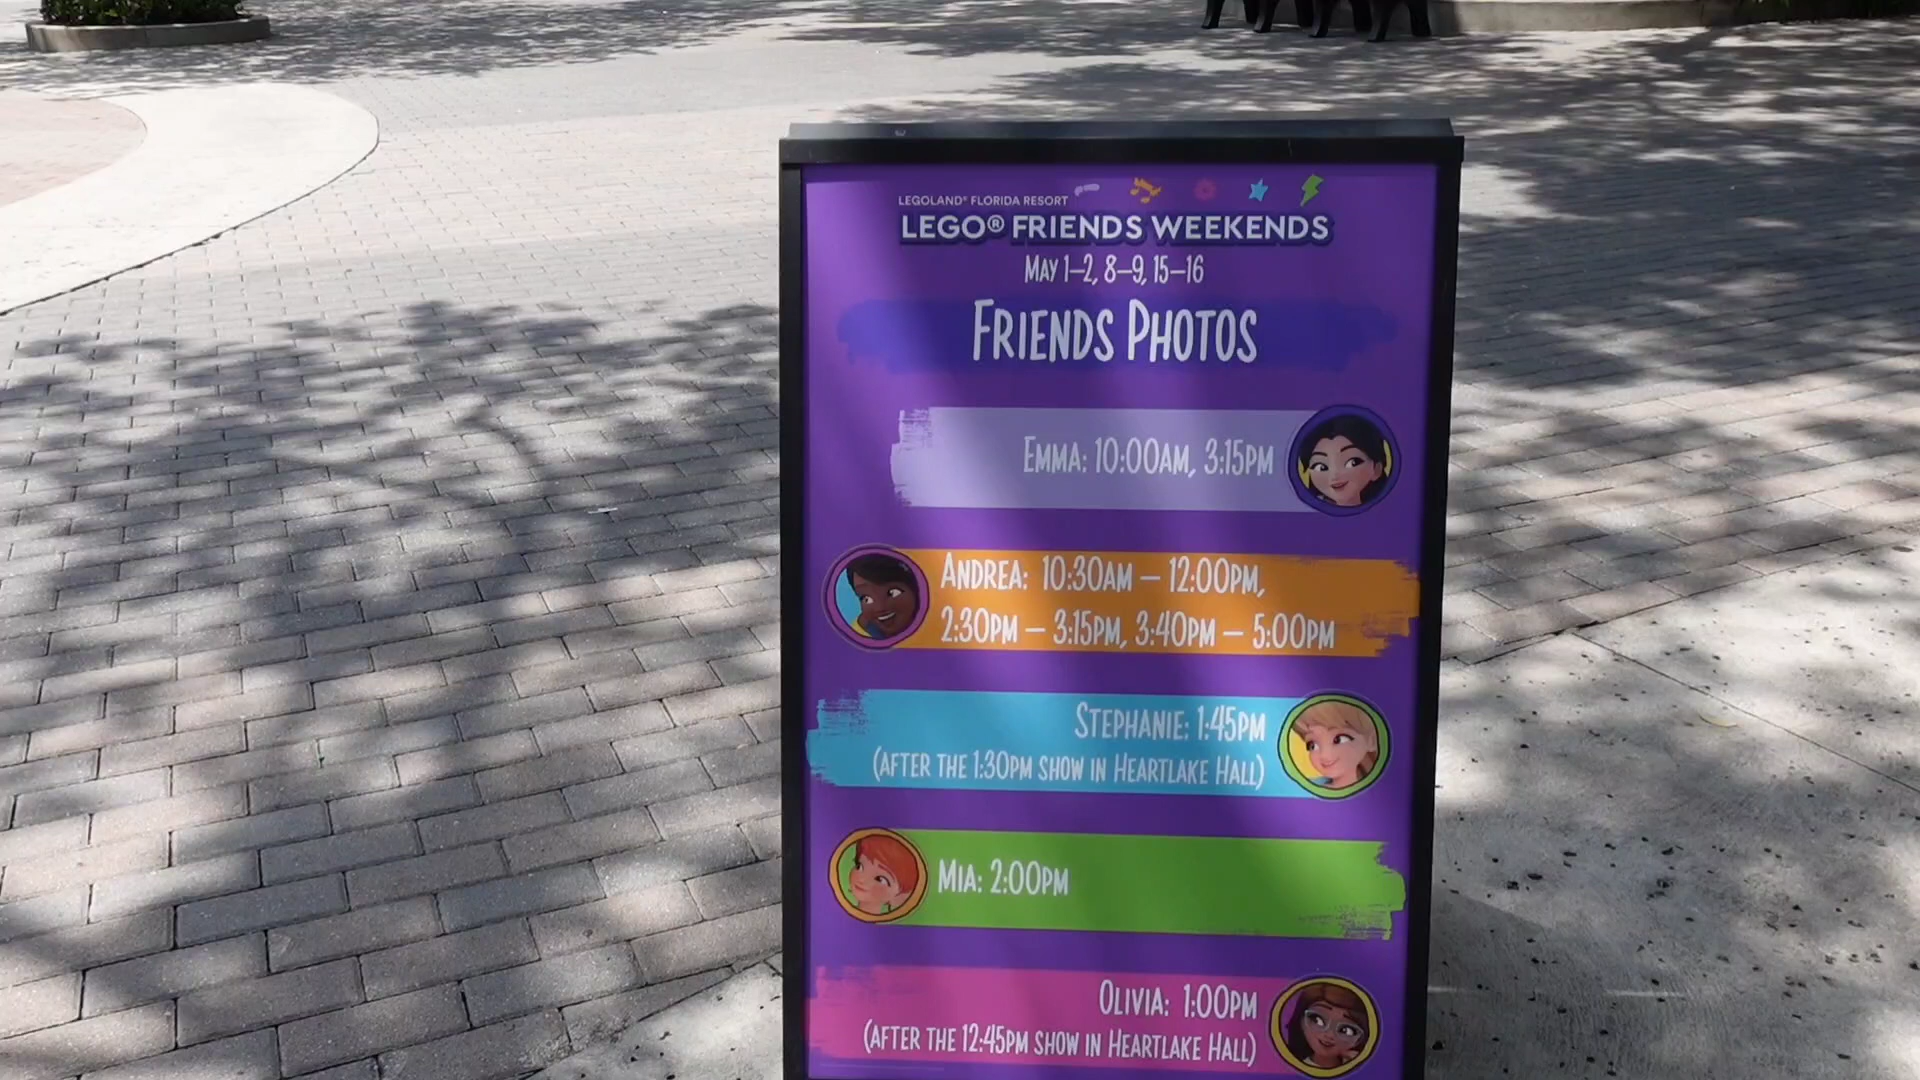 LEGOLAND® FLORIDA RESORT
LEGO® FRIENDS WEEKENDS
MAY 1–2, 8–9, 15–16
FRIENDS PHOTOS
EMMA: 10:00AM, 3:15PM
ANDREA: 10:30AM – 12:00PM,
2:30PM – 3:15PM, 3:40PM – 5:00PM
STEPHANIE: 1:45PM
(AFTER THE 1:30PM SHOW IN HEARTLAKE HALL)
MIA: 2:00PM
OLIVIA: 1:00PM
(AFTER THE 12:45PM SHOW IN HEARTLAKE HALL)